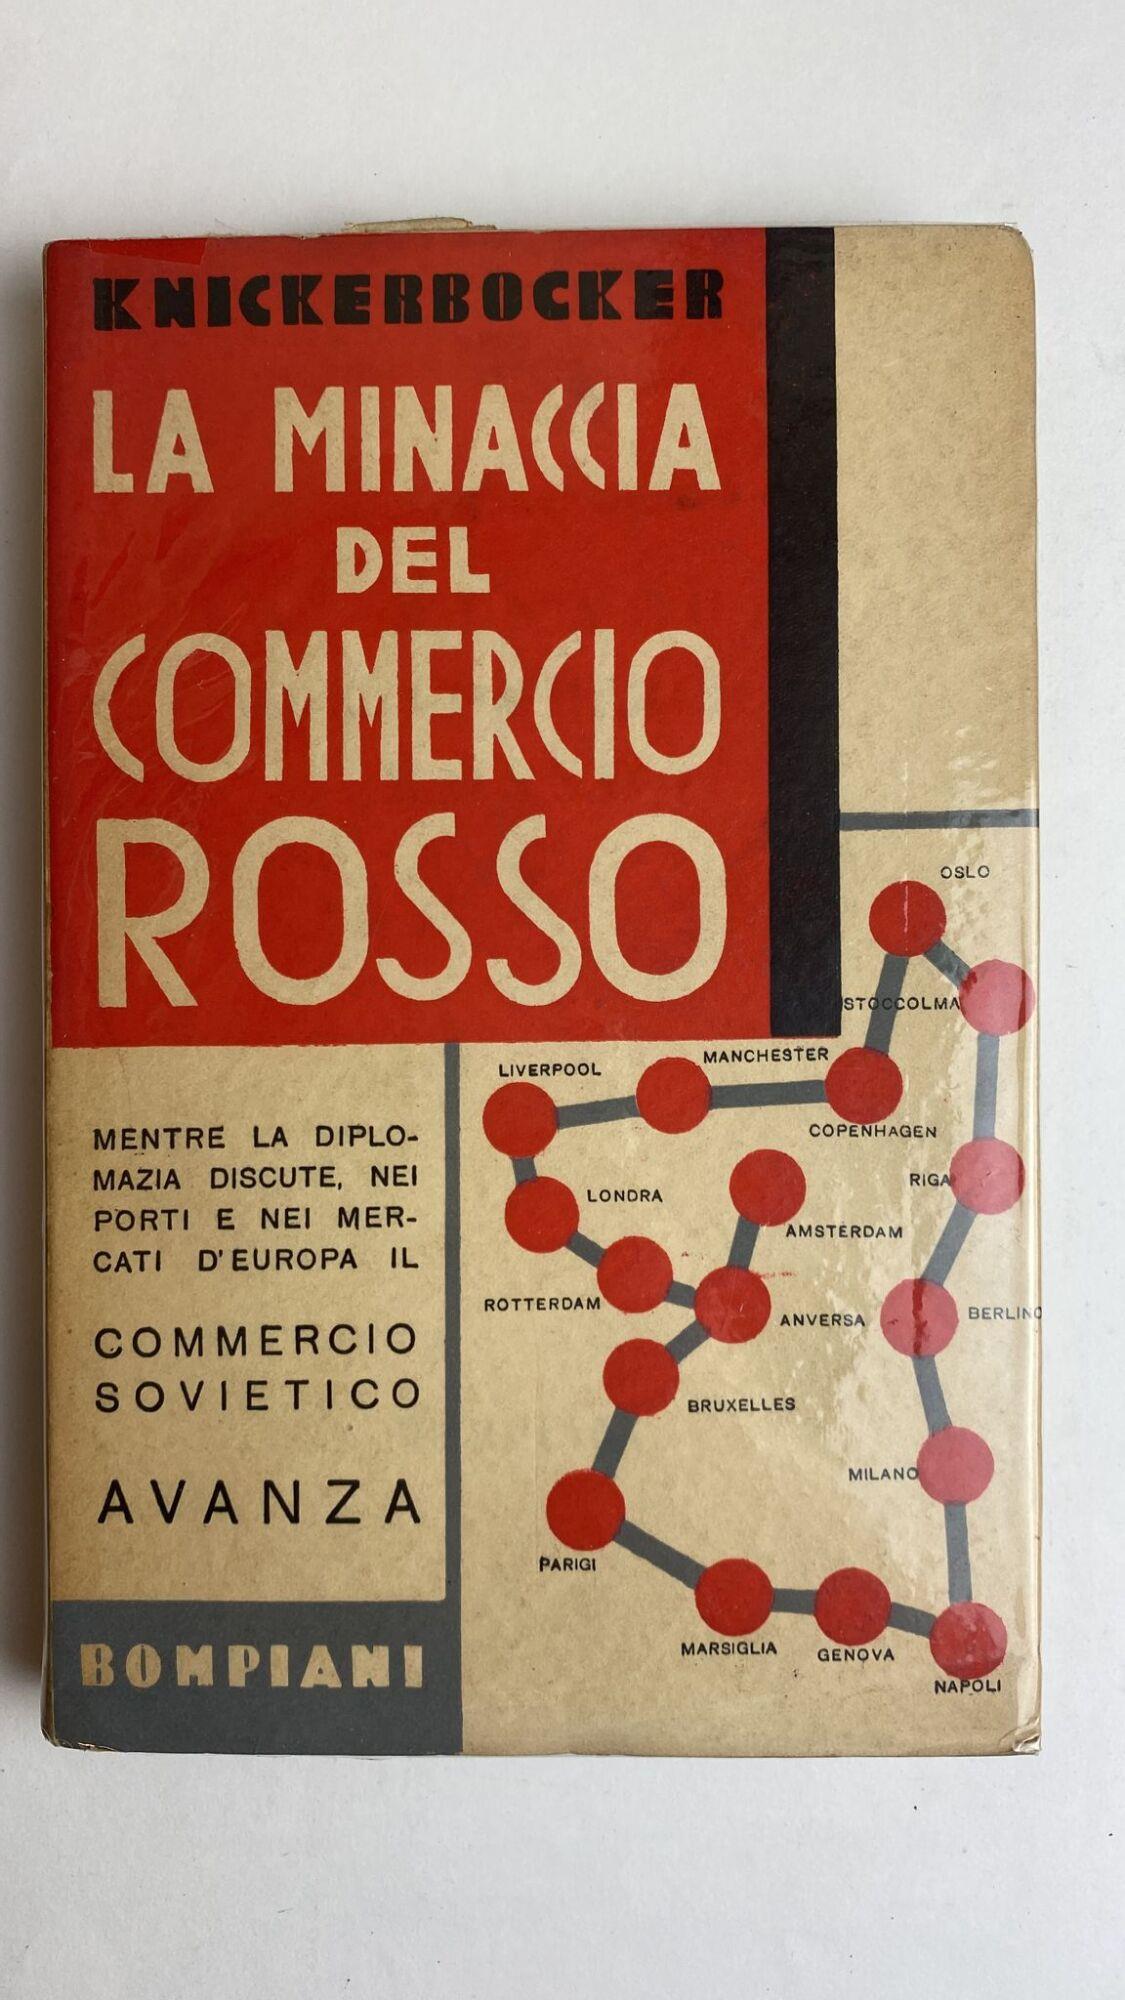 KNICKERBOCKER
LA MINACCIA
DEL
COMMERCIO
ROSSO
MENTRE LA DIPLO-
MAZIA DISCUTE, NEI
PORTI E NEI MER-
CATI D'EUROPA IL
COMMERCIO
SOVIETICO
AVANZA
BOMPIANI
OSLO
STOCCOLMA
MANCHESTER
LIVERPOOL
COPENHAGEN
RIGA
LONDRA
AMSTERDAM
ROTTERDAM
ANVERSA
BERLINO
BRUXELLES
MILANO
PARIGI
MARSIGLIA
GENOVA
NAPOLI